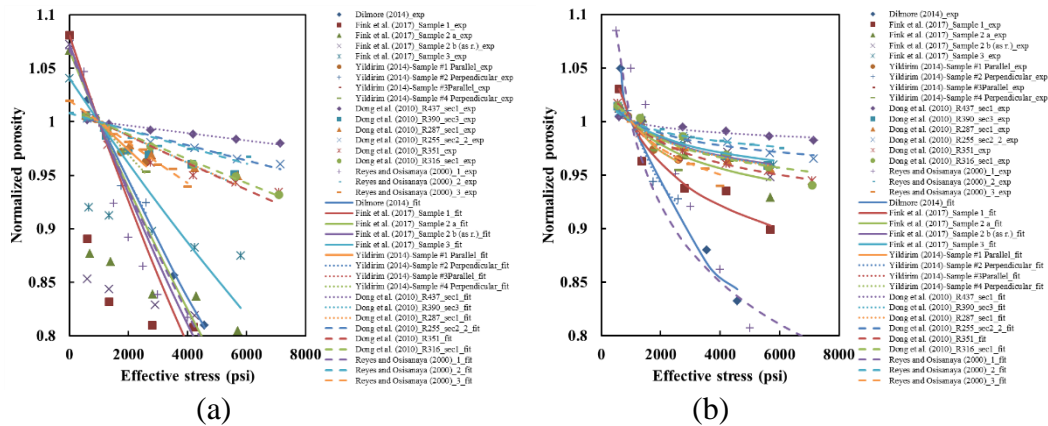 1.1
1.05
1
0.95
0.9
0.85
0.8
Normalized porosity
0
2000
4000
6000
8000
Effective stress (psi)
Dilmore (2014)_exp
Fink et al. (2017)_Sample 1_exp
Fink et al. (2017)_Sample 2 a_exp
Fink et al. (2017)_Sample 2 b (as r.)_exp
Fink et al. (2017)_Sample 3_exp
Yildirim (2014)-Sample #1 Parallel_exp
Yildirim (2014)-Sample #2 Perpendicular_exp
Yildirim (2014)-Sample #3Parallel_exp
Yildirim (2014)-Sample #4 Perpendicular_exp
Dong et al. (2010)_R437_sec1_exp
Dong et al. (2010)_R390_sec3_exp
Dong et al. (2010)_R287_sec1_exp
Dong et al. (2010)_R255_sec2_2_exp
Dong et al. (2010)_R351_exp
Dong et al. (2010)_R316_sec1_exp
Reyes and Osisanaya (2000)_1_exp
Reyes and Osisanaya (2000)_2_exp
Reyes and Osisanaya (2000)_3_exp
Dilmore (2014)_fit
Fink et al. (2017)_Sample 1_fit
Fink et al. (2017)_Sample 2 a_fit
Fink et al. (2017)_Sample 2 b (as r.)_fit
Fink et al. (2017)_Sample 3_fit
Yildirim (2014)-Sample #1 Parallel_fit
Yildirim (2014)-Sample #2 Perpendicular_fit
Yildirim (2014)-Sample #3Parallel_fit
Yildirim (2014)-Sample #4 Perpendicular_fit
Dong et al. (2010)_R437_sec1_fit
Dong et al. (2010)_R390_sec3_fit
Dong et al. (2010)_R287_sec1_fit
Dong et al. (2010)_R255_sec2_2_fit
Dong et al. (2010)_R351_fit
Dong et al. (2010)_R316_sec1_fit
Reyes and Osisanaya (2000)_1_fit
Reyes and Osisanaya (2000)_2_fit
Reyes and Osisanaya (2000)_3_fit
(a)
1.1
1.05
1
0.95
0.9
0.85
0.8
Normalized porosity
0
2000
4000
6000
8000
Effective stress (psi)
Dilmore (2014)_exp
Fink et al. (2017)_Sample 1_exp
Fink et al. (2017)_Sample 2 a_exp
Fink et al. (2017)_Sample 2 b (as r.)_exp
Fink et al. (2017)_Sample 3_exp
Yildirim (2014)-Sample #1 Parallel_exp
Yildirim (2014)-Sample #2 Perpendicular_exp
Yildirim (2014)-Sample #3Parallel_exp
Yildirim (2014)-Sample #4 Perpendicular_exp
Dong et al. (2010)_R437_sec1_exp
Dong et al. (2010)_R390_sec3_exp
Dong et al. (2010)_R287_sec1_exp
Dong et al. (2010)_R255_sec2_2_exp
Dong et al. (2010)_R351_exp
Dong et al. (2010)_R316_sec1_exp
Reyes and Osisanaya (2000)_1_exp
Reyes and Osisanaya (2000)_2_exp
Reyes and Osisanaya (2000)_3_exp
Dilmore (2014)_fit
Fink et al. (2017)_Sample 1_fit
Fink et al. (2017)_Sample 2 a_fit
Fink et al. (2017)_Sample 2 b (as r.)_fit
Fink et al. (2017)_Sample 3_fit
Yildirim (2014)-Sample #1 Parallel_fit
Yildirim (2014)-Sample #2 Perpendicular_fit
Yildirim (2014)-Sample #3Parallel_fit
Yildirim (2014)-Sample #4 Perpendicular_fit
Dong et al. (2010)_R437_sec1_fit
Dong et al. (2010)_R390_sec3_fit
Dong et al. (2010)_R287_sec1_fit
Dong et al. (2010)_R255_sec2_2_fit
Dong et al. (2010)_R351_fit
Dong et al. (2010)_R316_sec1_fit
Reyes and Osisanaya (2000)_1_fit
Reyes and Osisanaya (2000)_2_fit
Reyes and Osisanaya (2000)_3_fit
(b)